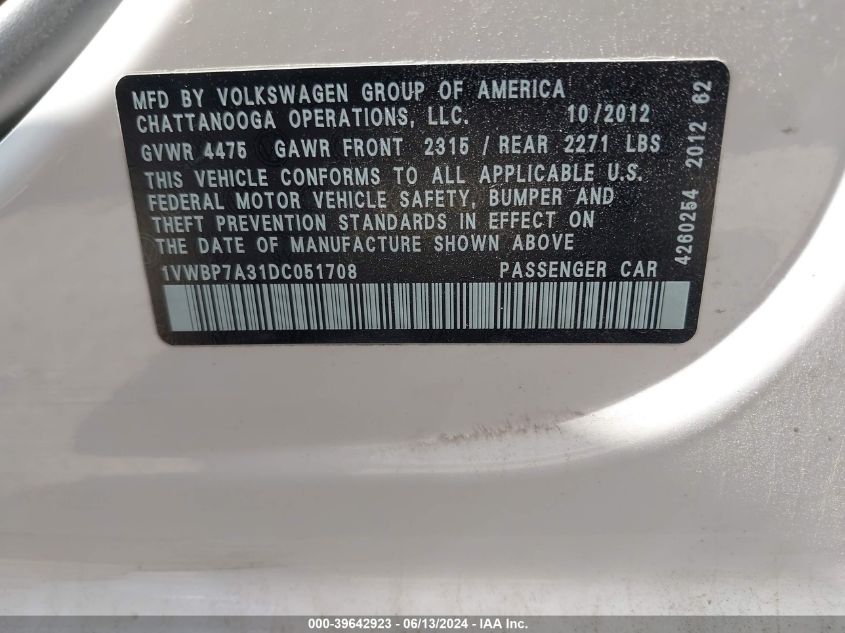 MFD BY VOLKSWAGEN GROUP OF AMERICA
CHATTANOOGA OPERATIONS, LLC. 10/2012
GVWR 4475 GAWR FRONT 2315 / REAR 2271 LBS
THIS VEHICLE CONFORMS TO ALL APPLICABLE U.S.
FEDERAL MOTOR VEHICLE SAFETY, BUMPER AND
THEFT PREVENTION STANDARDS IN EFFECT ON
THE DATE OF MANUFACTURE SHOWN ABOVE
1VWBP7A31DC051708 PASSENGER CAR
4260254 2012 62
000-39642923 - 06/13/2024 - IAA Inc.